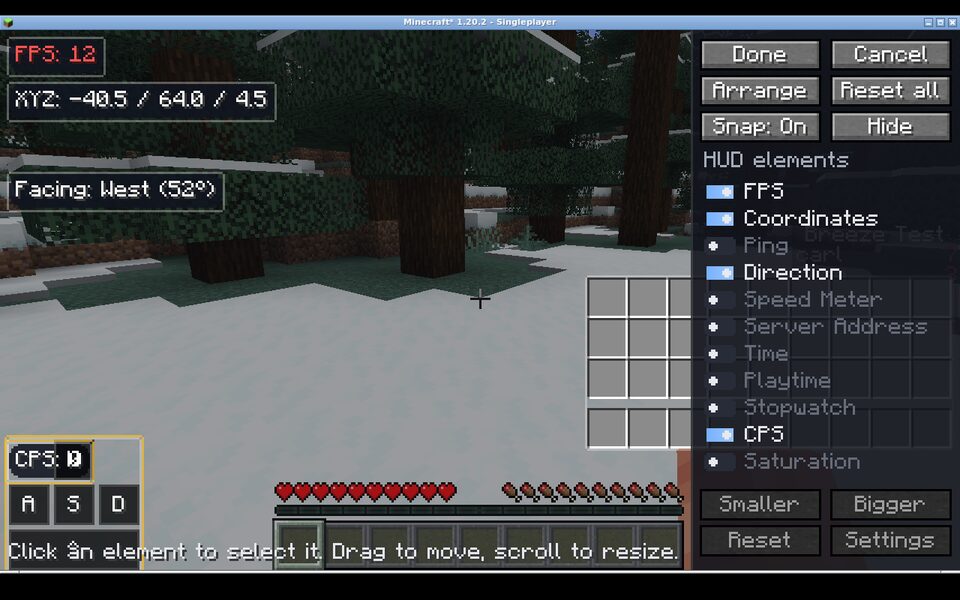 Minecraft* 1.20.2 - Singleplayer
FPS: 12
XYZ: -40.5 / 64.0 / 4.5
Facing: West (52°)
Done
Cancel
Arrange
Reset all
Snap: On
Hide
HUD elements
FPS
Coordinates
Ping
Breeze Test
Direction
Speed Meter
Server Address
Time
Playtime
Stopwatch
CPS
Saturation
CPS:
A S D
Smaller
Bigger
Reset
Settings
Click an element to select it. Drag to move, scroll to resize.